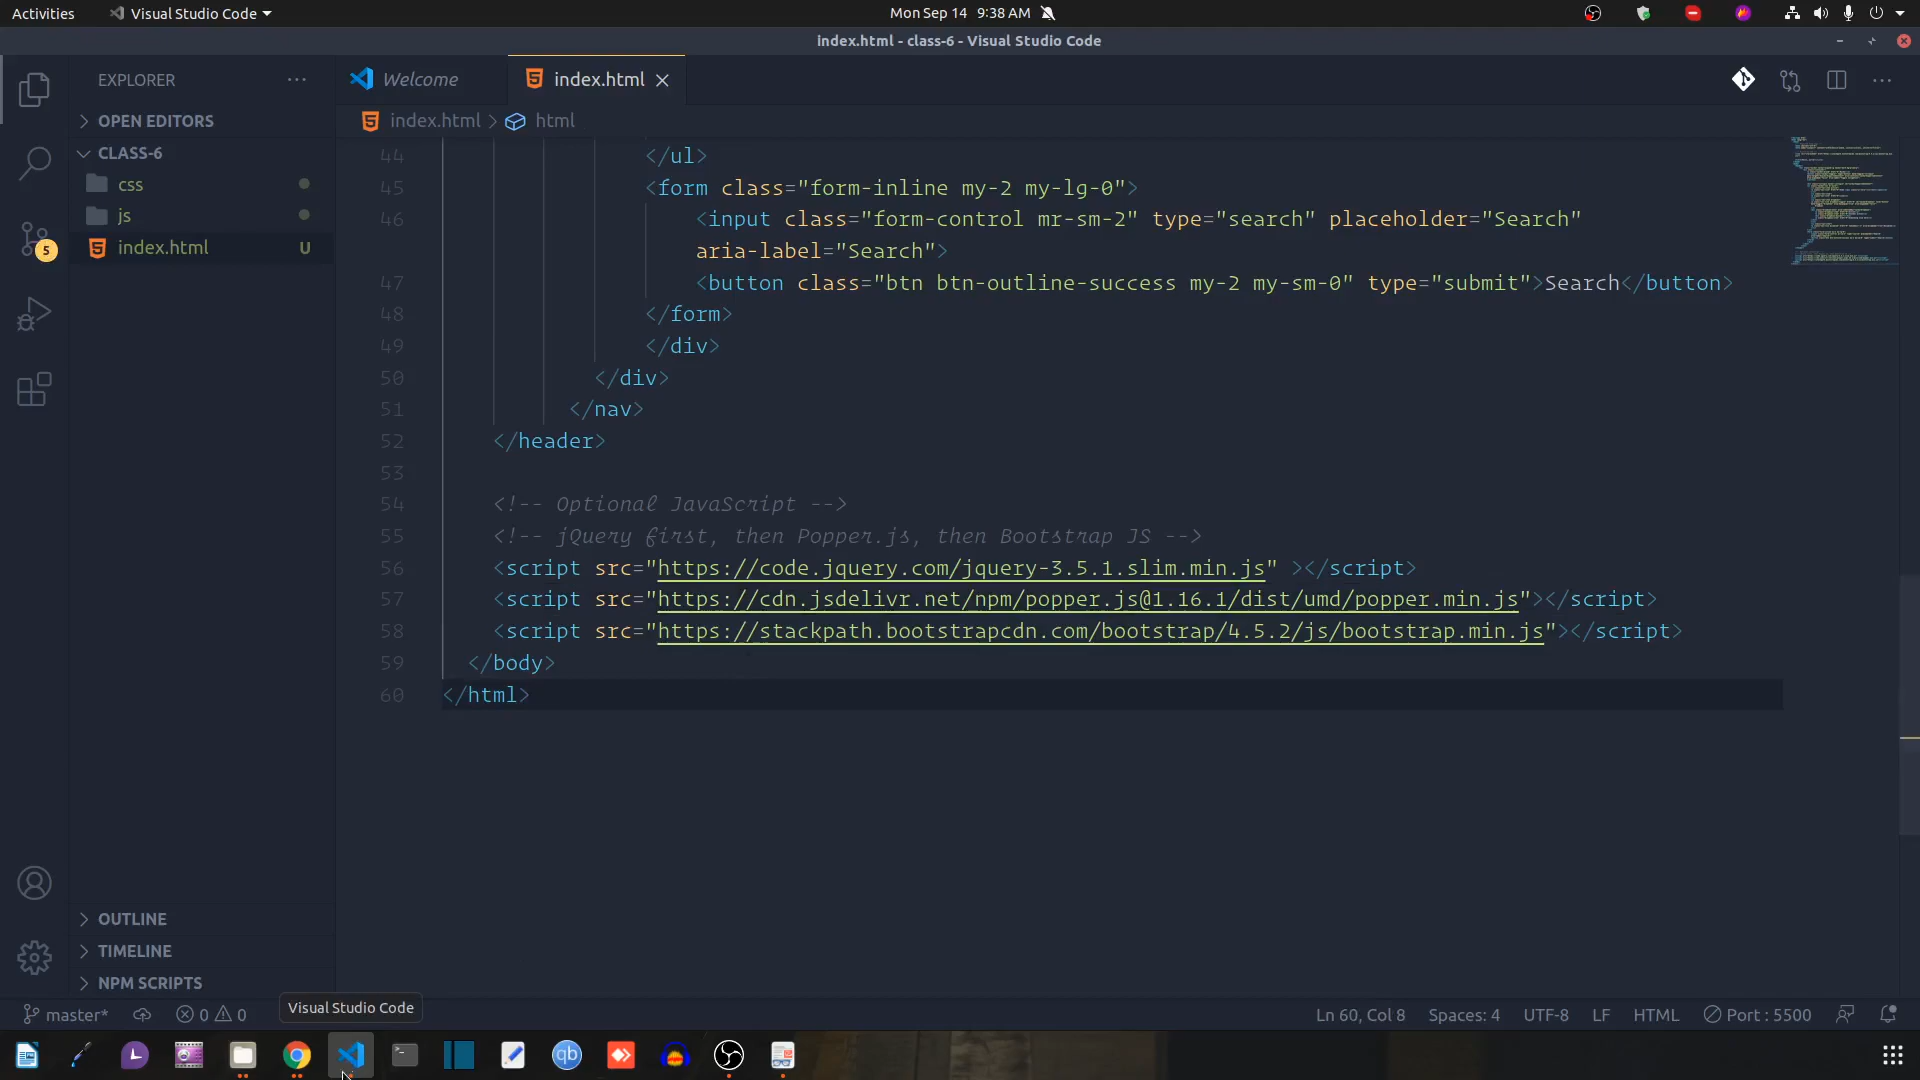 Activities
Visual Studio Code
Mon Sep 14 9:38 AM
index.html - class-6 - Visual Studio Code
EXPLORER
Welcome
index.html
OPEN EDITORS
index.html
html
CLASS-6
css
js
index.html U
5
44 </ul>
45 <form class="form-inline my-2 my-lg-0">
46 <input class="form-control mr-sm-2" type="search" placeholder="Search"
aria-label="Search">
47 <button class="btn btn-outline-success my-2 my-sm-0" type="submit">Search</button>
48 </form>
49 </div>
50 </div>
51 </nav>
52 </header>
53
54 <!-- Optional JavaScript -->
55 <!-- jQuery first, then Popper.js, then Bootstrap JS -->
56 <script src="https://code.jquery.com/jquery-3.5.1.slim.min.js" ></script>
57 <script src="https://cdn.jsdelivr.net/npm/popper.js@1.16.1/dist/umd/popper.min.js"></script>
58 <script src="https://stackpath.bootstrapcdn.com/bootstrap/4.5.2/js/bootstrap.min.js"></script>
59 </body>
60 </html>
OUTLINE
TIMELINE
NPM SCRIPTS
Visual Studio Code
master* 0 0 Ln 60, Col 8 Spaces: 4 UTF-8 LF HTML Port : 5500
qb